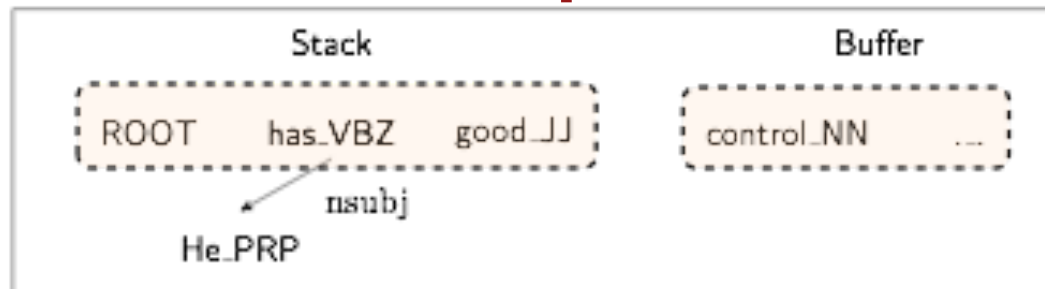 Stack Buffer
ROOT has_VBZ good_JJ control_NN ...
nsubj
He_PRP